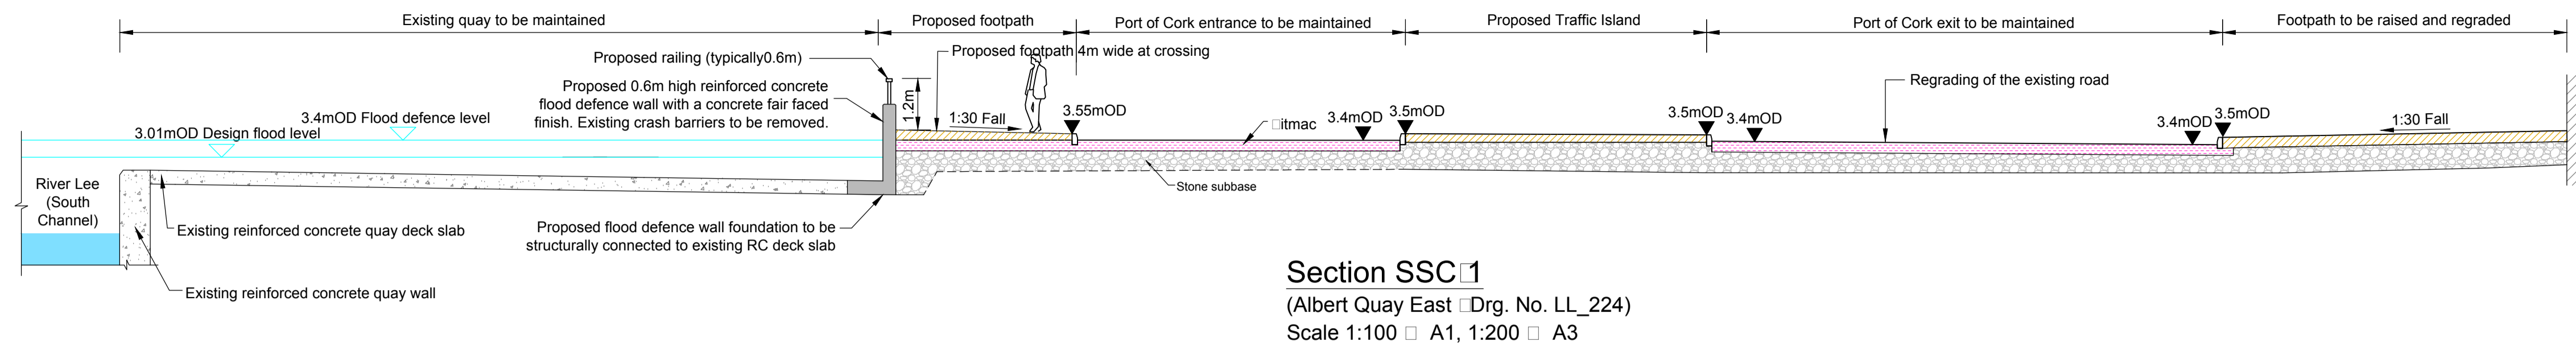 Existing quay to be maintained
Proposed footpath
Port of Cork entrance to be maintained
Proposed Traffic Island
Port of Cork exit to be maintained
Footpath to be raised and regraded
Proposed railing (typically0.6m)
Proposed footpath 4m wide at crossing
Proposed 0.6m high reinforced concrete
flood defence wall with a concrete fair faced
finish. Existing crash barriers to be removed.
1.2m
1:30 Fall
3.4mOD Flood defence level
3.01mOD Design flood level
3.55mOD
□itmac
3.4mOD
3.5mOD
3.5mOD
3.4mOD
Regrading of the existing road
3.4mOD
3.5mOD
1:30 Fall
River Lee
(South
Channel)
Stone subbase
Existing reinforced concrete quay deck slab
Proposed flood defence wall foundation to be
structurally connected to existing RC deck slab
Existing reinforced concrete quay wall
Section SSC□1
(Albert Quay East □Drg. No. LL_224)
Scale 1:100 □ A1, 1:200 □ A3